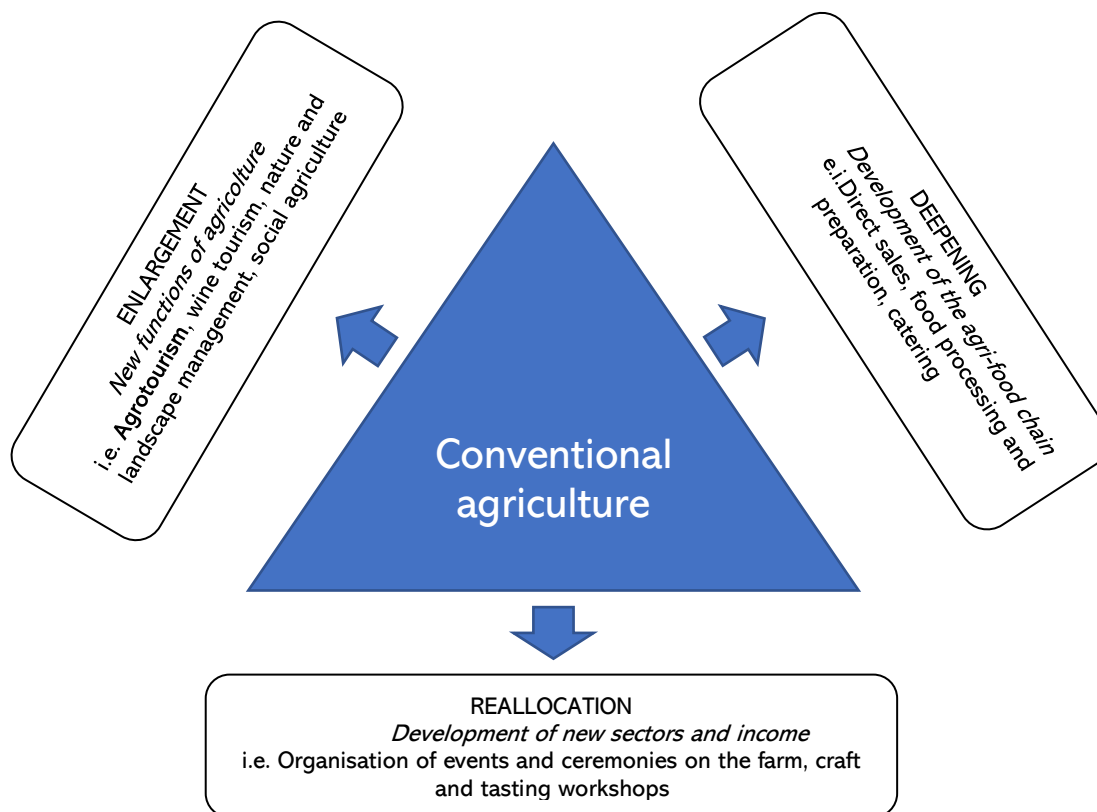 ENLARGEMENT
New functions of agricolture
i.e. Agrotourism, wine tourism, nature and
landscape management, social agriculture
DEEPENING
Development of the agri-food chain
e.i.Direct sales, food processing and
preparation, catering
Conventional
agriculture
REALLOCATION
Development of new sectors and income
i.e. Organisation of events and ceremonies on the farm, craft
and tasting workshops